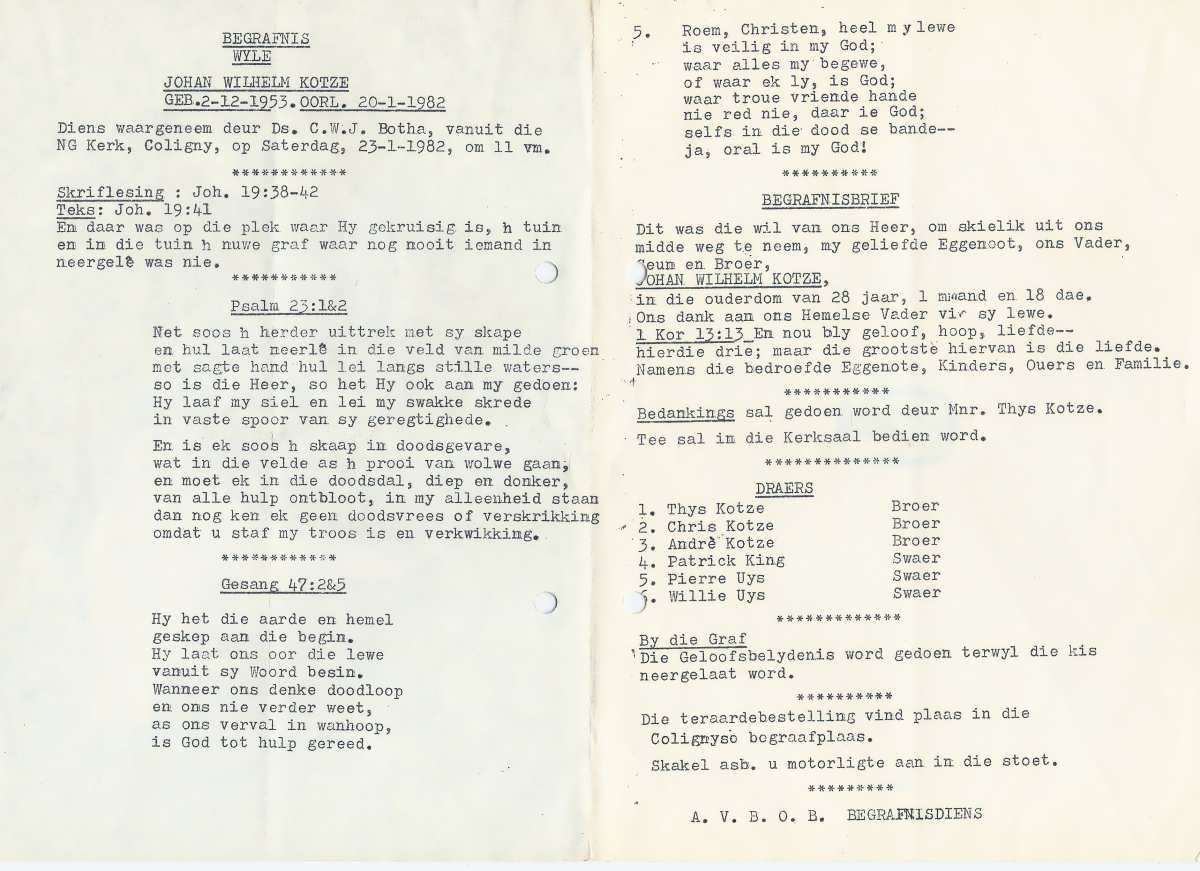 BEGRAFNIS
WYLE
JOHAN WILHELM KOTZE
GEB.2-12-1953.OORL. 20-1-1982
Diens waargeneem deur Ds. C.W.J. Botha, vanuit die
NG Kerk, Coligny, op Saterdag, 23-1-1982, om 11 vm.
************
Skriflesing : Joh. 19:38-42
Teks: Joh. 19:41
En daar was op die plek waar Hy gekruisig is, ŉ tuin
en in die tuin ŉ nuwe graf waar nog nooit iemand in
neergelê was nie.
***********
Psalm 23:1&2
Net soos ŉ herder uittrek met sy skape
en hul laat neerlê in die veld van milde groen
met sagte hand hul lei langs stille waters--
so is die Heer, so het Hy ook aan my gedoen:
Hy laaf my siel en lei my swakke skrede
in vaste spoor van sy geregtighede.
En is ek soos ŉ skaap in doodsgevare,
wat in die velde as ŉ prooi van wolwe gaan,
en moet ek in die doodsdal, diep en donker,
van alle hulp ontbloot, in my alleenheid staan
dan nog ken ek geen doodsvrees of verskrikking
omdat u staf my troos is en verkwikking.
************
Gesang 47:2&5
Hy het die aarde en hemel
geskep aan die begin.
Hy laat ons oor die lewe
vanuit sy Woord besin.
Wanneer ons denke doodloop
en ons nie verder weet,
as ons verval in wanhoop,
is God tot hulp gereed.
5. Roem, Christen, heel my lewe
is veilig in my God;
waar alles my begewe,
of waar ek ly, is God;
waar troue vriende hande
nie red nie, daar ie God;
selfs in die dood se bande--
ja, oral is my God!
**********
BEGRAFNISBRIEF
Dit was die wil van ons Heer, om skielik uit ons
midde weg te neem, my geliefde Eggenoot, ons Vader,
Seun en Broer,
JOHAN WILHELM KOTZE,
in die ouderdom van 28 jaar, 1 maand en 18 dae.
Ons dank aan ons Hemelse Vader vir sy lewe.
1 Kor 13:13 En nou bly geloof, hoop, liefde--
hierdie drie; maar die grootste hiervan is die liefde.
Namens die bedroefde Eggenote, Kinders, Ouers en Familie.
***********
Bedankings sal gedoen word deur Mnr. Thys Kotze.
Tee sal in die Kerksaal bedien word.
**************
DRAERS
1. Thys Kotze Broer
2. Chris Kotze Broer
3. Andrè Kotze Broer
4. Patrick King Swaer
5. Pierre Uys Swaer
6. Willie Uys Swaer
*************
By die Graf
Die Geloofsbelydenis word gedoen terwyl die kis
neergelaat word.
**********
Die teraardebestelling vind plaas in die
Colignyse begraafplaas.
Skakel asb. u motorligte aan in die stoet.
*********
A. V. B. O. B. BEGRAFNISDIENS